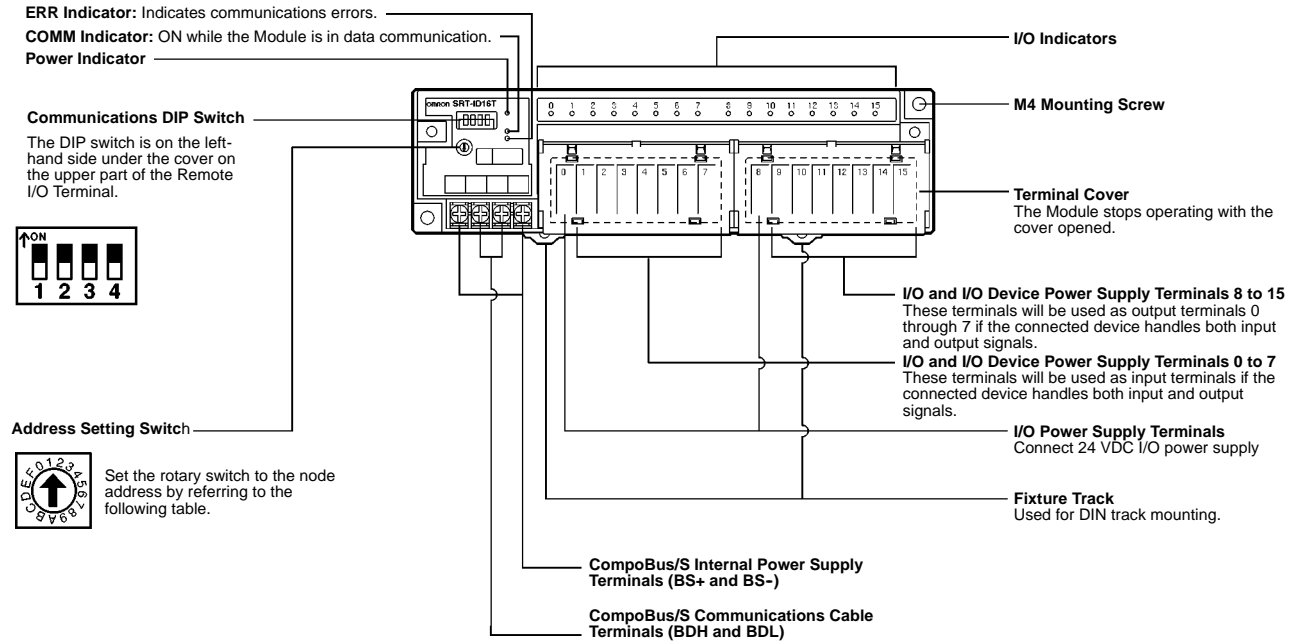 ERR Indicator: Indicates communications errors.
COMM Indicator: ON while the Module is in data communication.
Power Indicator
Communications DIP Switch
The DIP switch is on the left-
hand side under the cover on
the upper part of the Remote
I/O Terminal.
↑ON
1 2 3 4
Address Setting Switch
0 1 2 3 4 5 6 7 8 9 A B C D E F
Set the rotary switch to the node
address by referring to the
following table.
omron SRT-ID16T
0 1 2 3 4 5 6 7 8 9 10 11 12 13 14 15
0 1 2 3 4 5 6 7
8 9 10 11 12 13 14 15
I/O Indicators
M4 Mounting Screw
Terminal Cover
The Module stops operating with the
cover opened.
I/O and I/O Device Power Supply Terminals 8 to 15
These terminals will be used as output terminals 0
through 7 if the connected device handles both input
and output signals.
I/O and I/O Device Power Supply Terminals 0 to 7
These terminals will be used as input terminals if the
connected device handles both input and output
signals.
I/O Power Supply Terminals
Connect 24 VDC I/O power supply
Fixture Track
Used for DIN track mounting.
CompoBus/S Internal Power Supply
Terminals (BS+ and BS-)
CompoBus/S Communications Cable
Terminals (BDH and BDL)